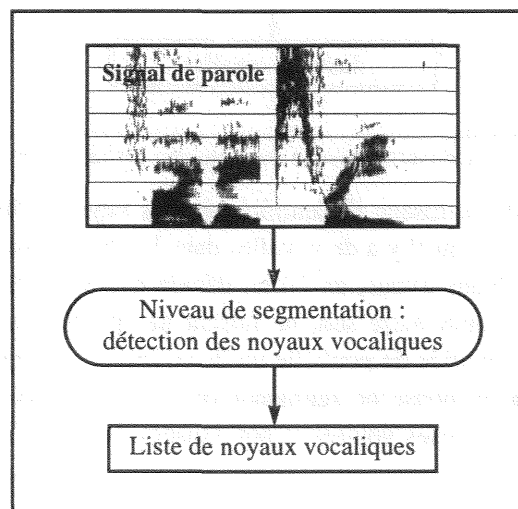 Signal de parole
Niveau de segmentation :
détection des noyaux vocaliques
Liste de noyaux vocaliques